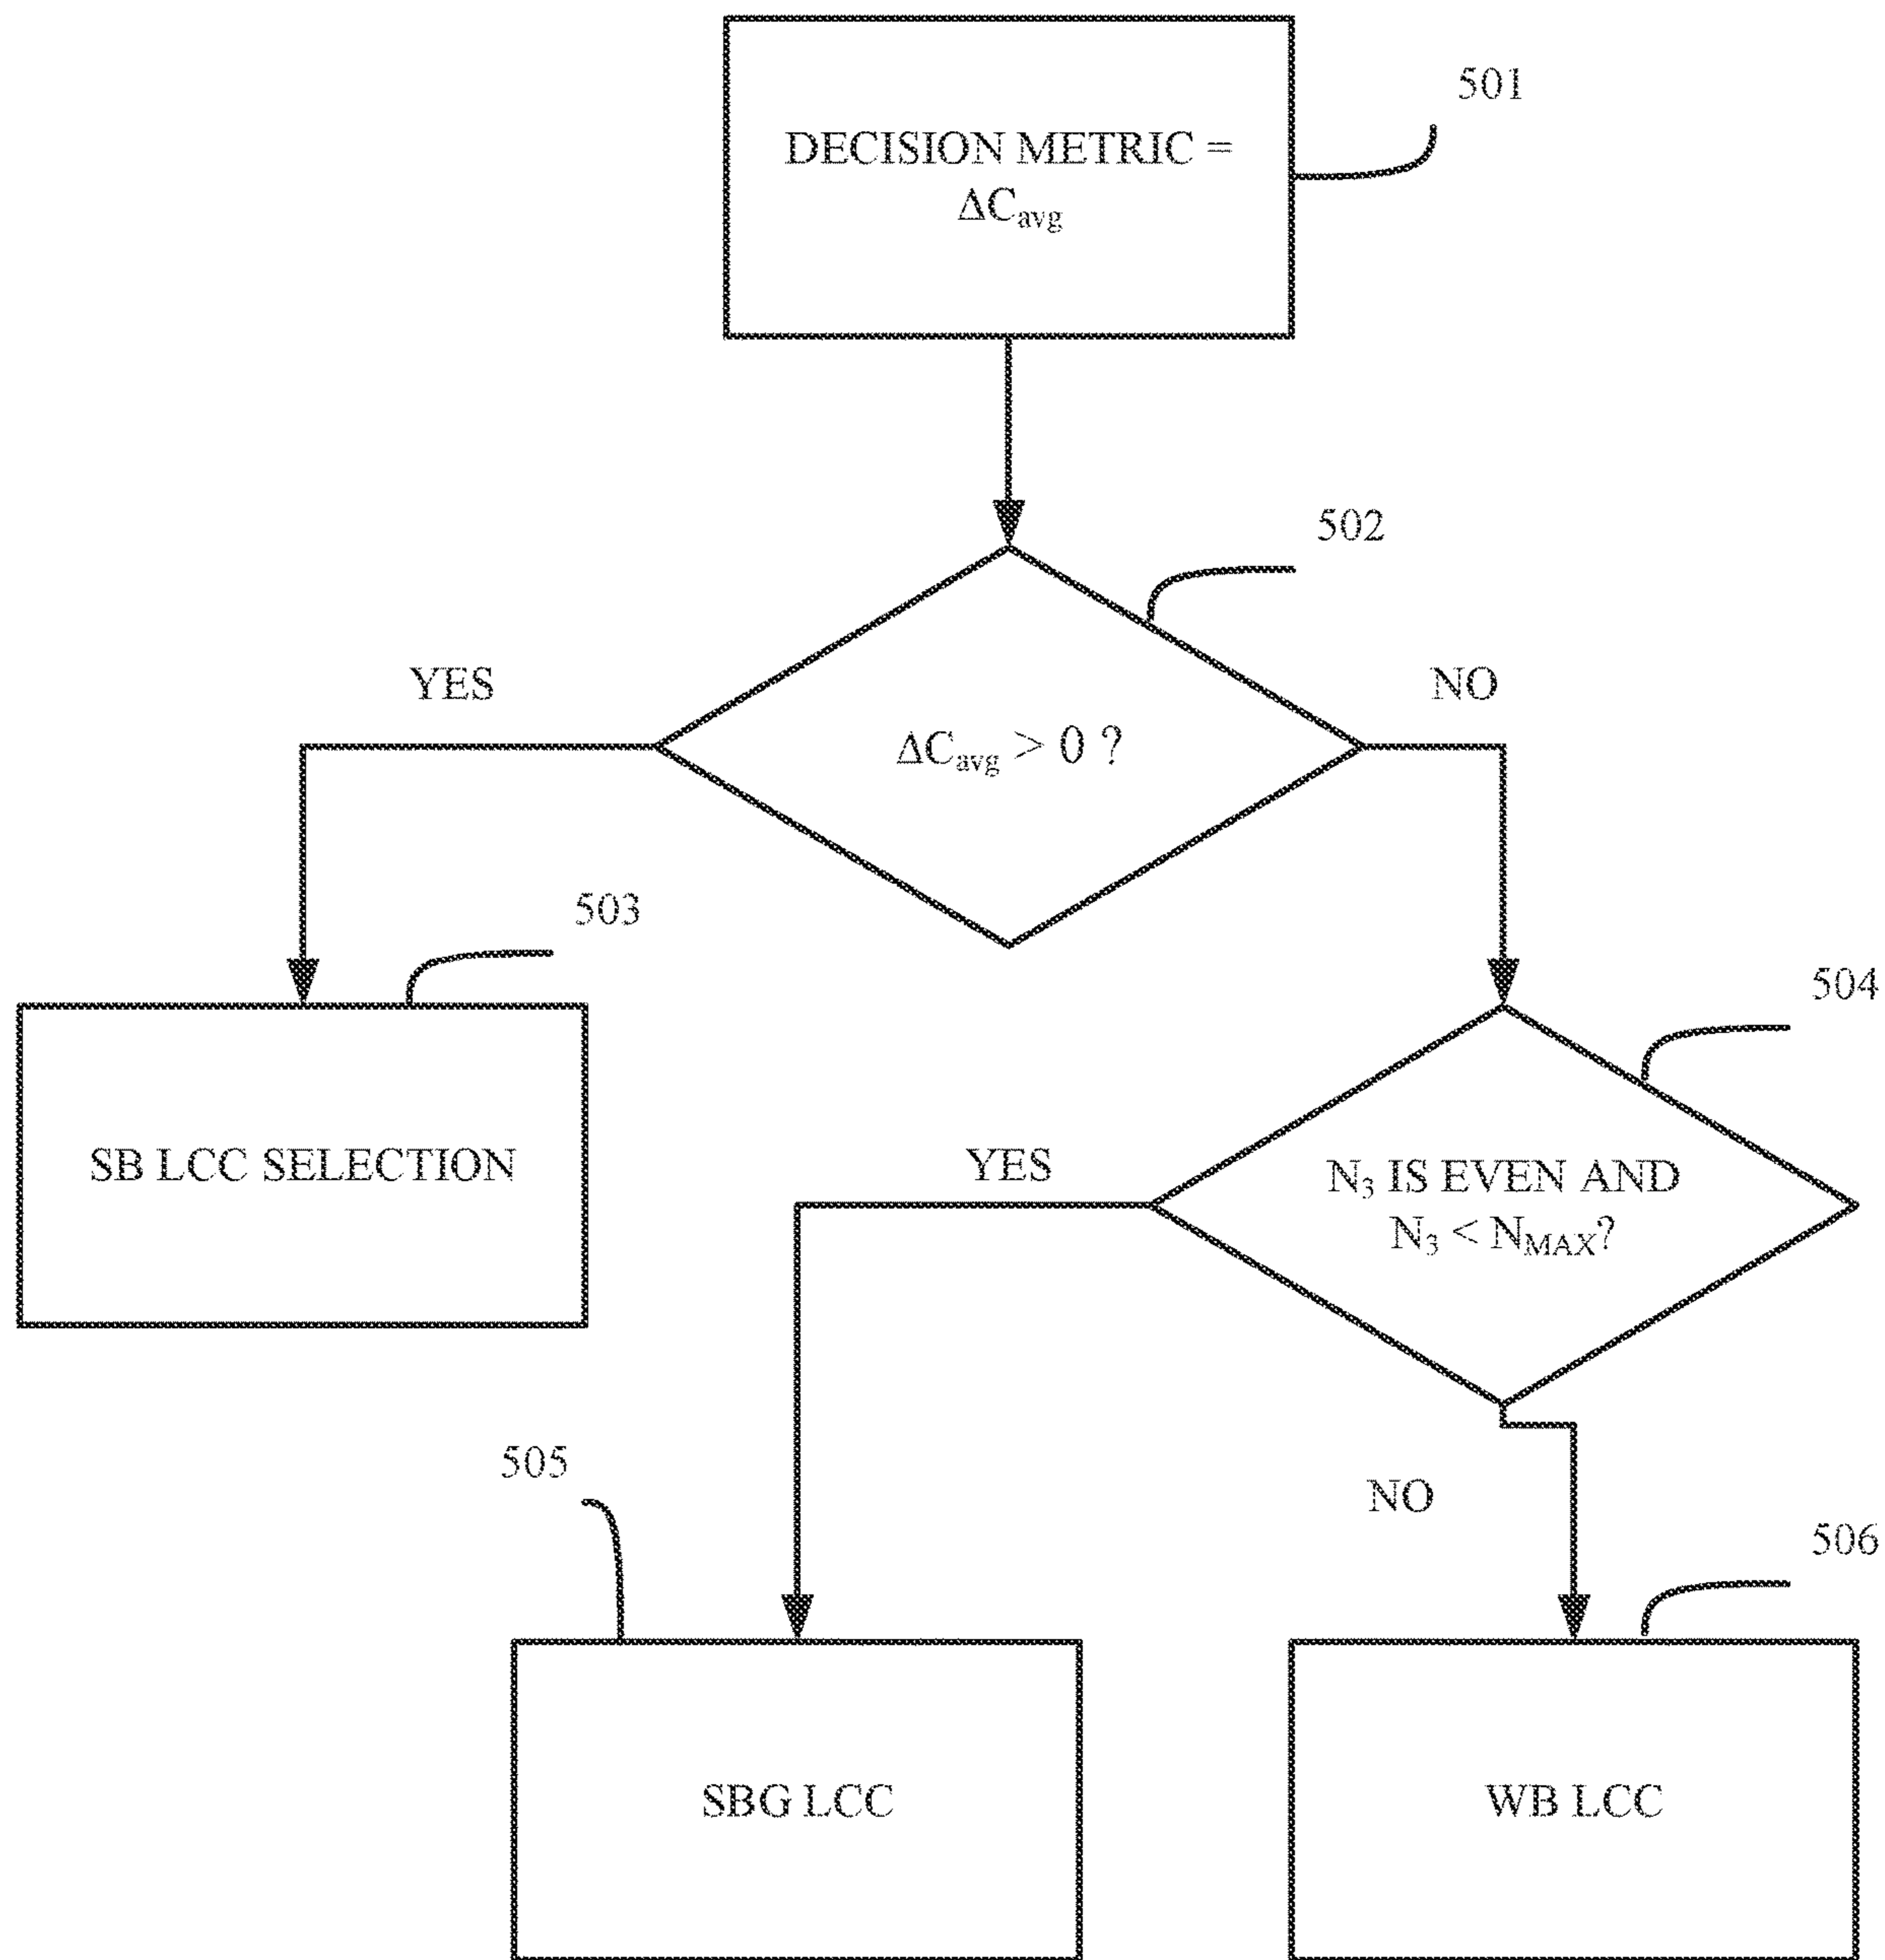 501
DECISION METRIC =
ΔCavg
502
YES
NO
ΔCavg > 0 ?
503
504
SB LCC SELECTION
YES
N3 IS EVEN AND
N3 < NMAX?
505
NO
506
SBG LCC
WB LCC